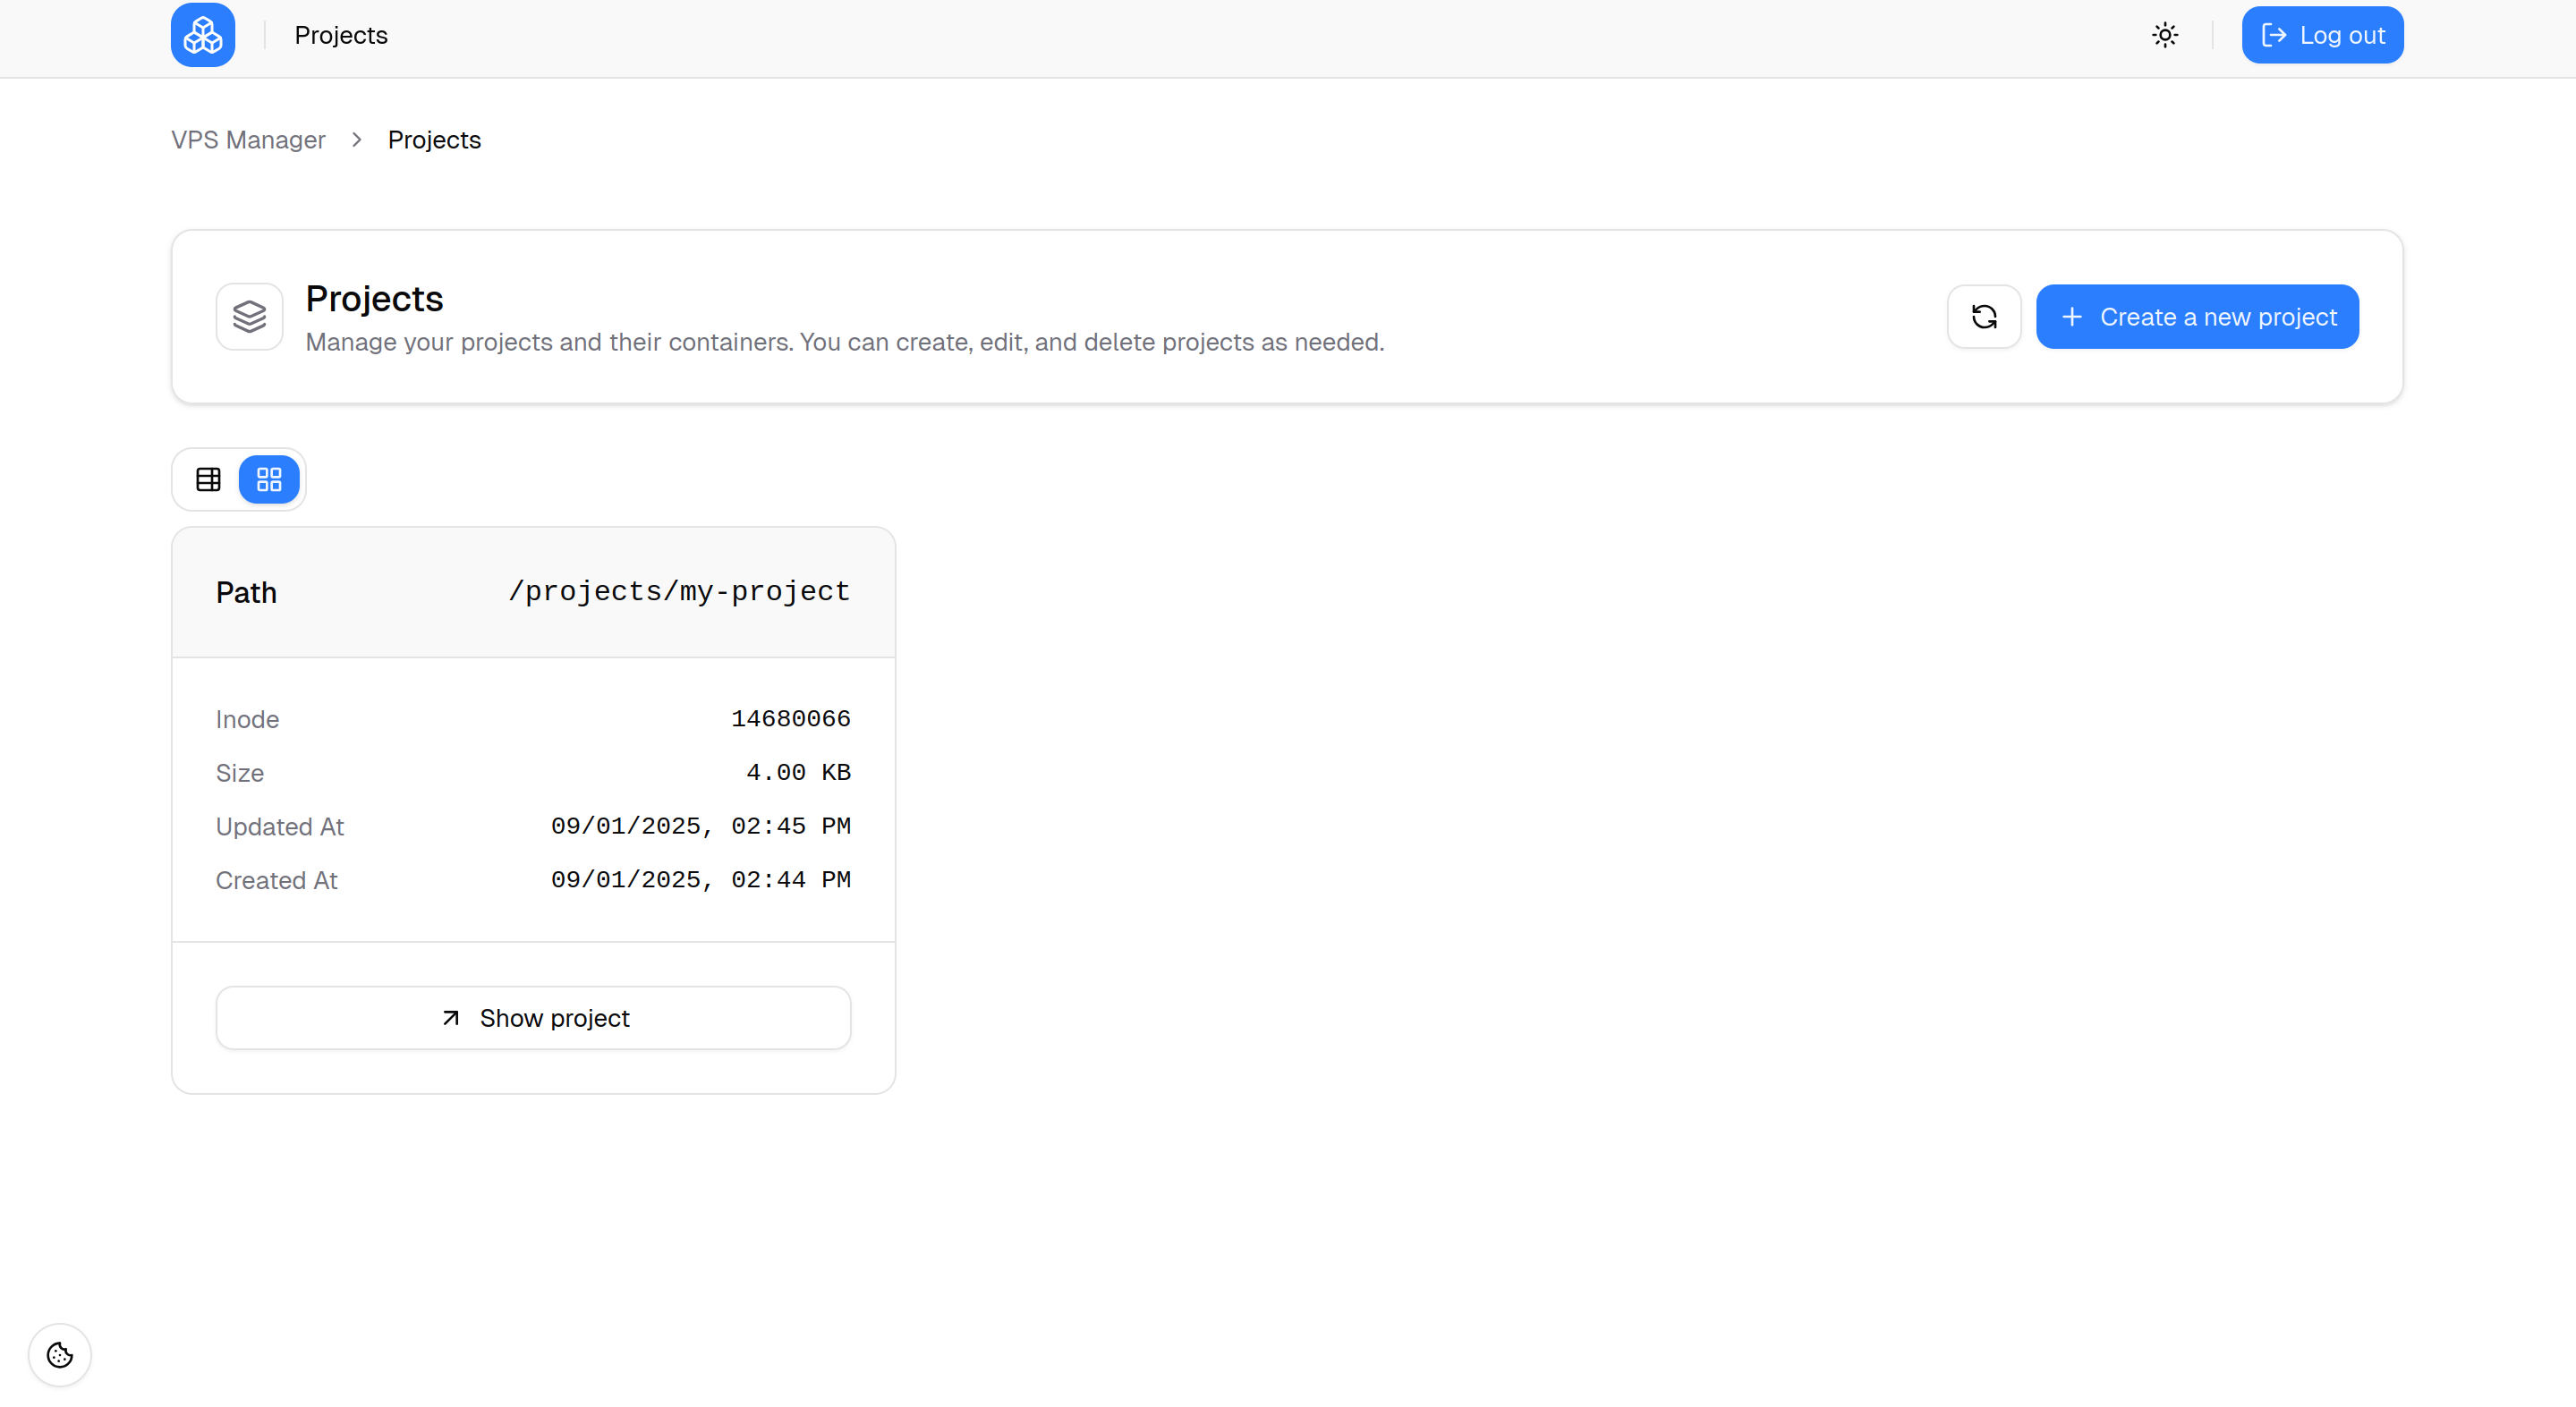 Projects
Log out
VPS Manager
Projects
Projects
Manage your projects and their containers. You can create, edit, and delete projects as needed.
Create a new project
Path /projects/my-project
Inode 14680066
Size 4.00 KB
Updated At 09/01/2025, 02:45 PM
Created At 09/01/2025, 02:44 PM
Show project